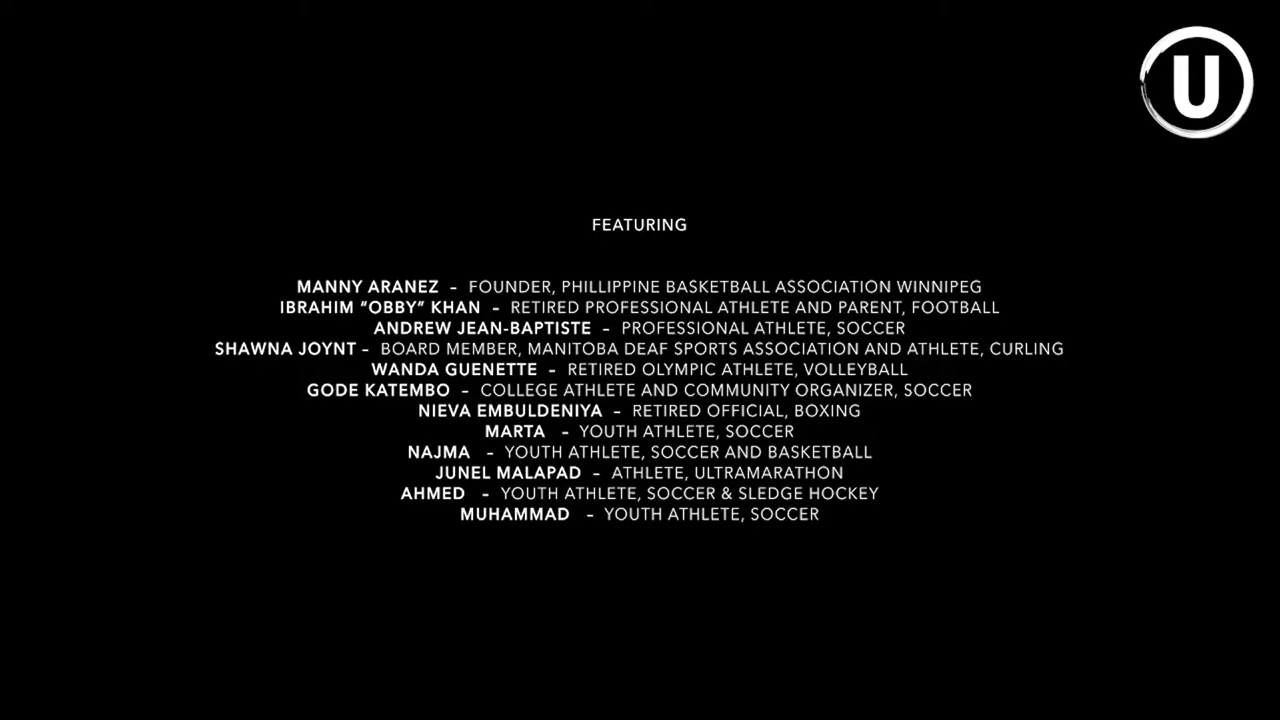 U
FEATURING
MANNY ARANEZ - FOUNDER, PHILLIPPINE BASKETBALL ASSOCIATION WINNIPEG
IBRAHIM “OBBY” KHAN - RETIRED PROFESSIONAL ATHLETE AND PARENT, FOOTBALL
ANDREW JEAN-BAPTISTE - PROFESSIONAL ATHLETE, SOCCER
SHAWNA JOYNT - BOARD MEMBER, MANITOBA DEAF SPORTS ASSOCIATION AND ATHLETE, CURLING
WANDA GUENETTE - RETIRED OLYMPIC ATHLETE, VOLLEYBALL
GODE KATEMBO - COLLEGE ATHLETE AND COMMUNITY ORGANIZER, SOCCER
NIEVA EMBULDENIYA - RETIRED OFFICIAL, BOXING
MARTA - YOUTH ATHLETE, SOCCER
NAJMA - YOUTH ATHLETE, SOCCER AND BASKETBALL
JUNEL MALAPAD - ATHLETE, ULTRAMARATHON
AHMED - YOUTH ATHLETE, SOCCER & SLEDGE HOCKEY
MUHAMMAD - YOUTH ATHLETE, SOCCER